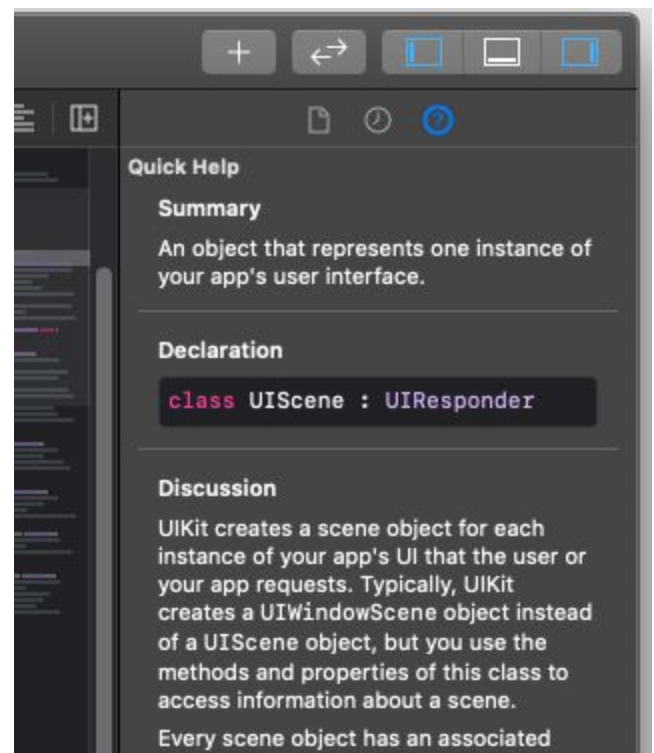 Quick Help
Summary
An object that represents one instance of
your app's user interface.
Declaration
class UIScene : UIResponder
Discussion
UIKit creates a scene object for each
instance of your app's UI that the user or
your app requests. Typically, UIKit
creates a UIWindowScene object instead
of a UIScene object, but you use the
methods and properties of this class to
access information about a scene.
Every scene object has an associated